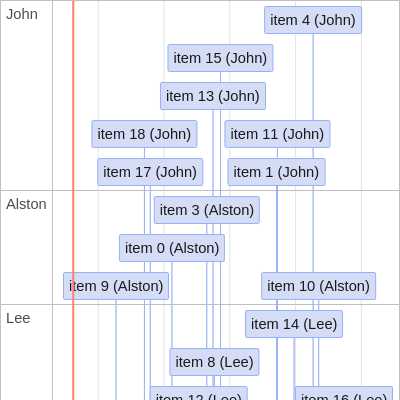 John
item 4 (John)
item 15 (John)
item 13 (John)
item 18 (John)
item 11 (John)
item 17 (John)
item 1 (John)
Alston
item 3 (Alston)
item 0 (Alston)
item 9 (Alston)
item 10 (Alston)
Lee
item 14 (Lee)
item 8 (Lee)
item 12 (Lee)
item 16 (Lee)